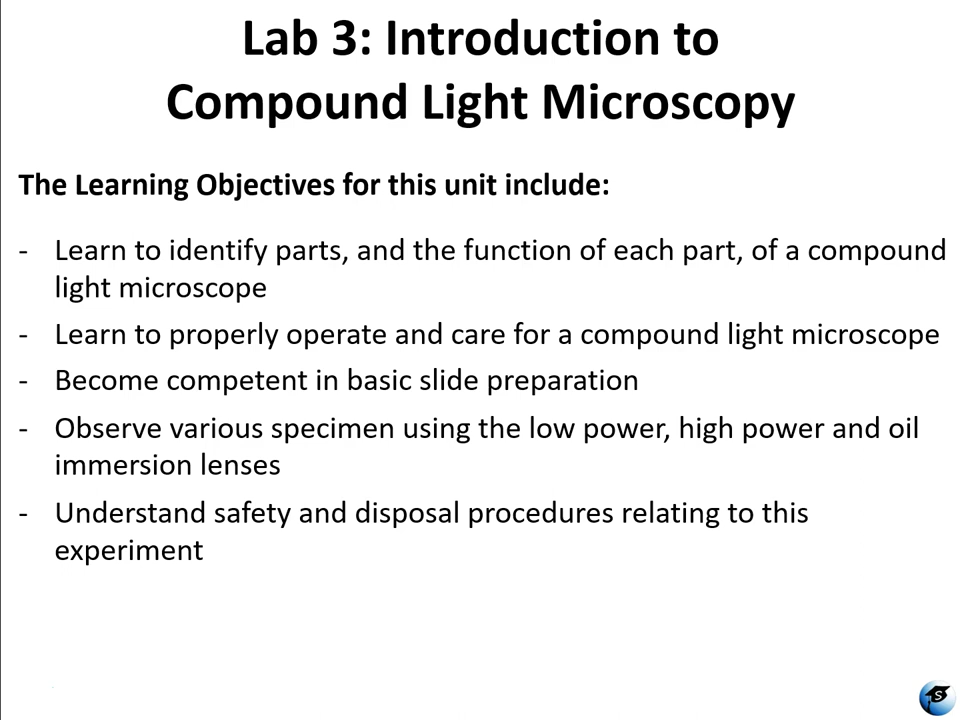 Lab 3: Introduction to
Compound Light Microscopy
The Learning Objectives for this unit include:
- Learn to identify parts, and the function of each part, of a compound
light microscope
- Learn to properly operate and care for a compound light microscope
- Become competent in basic slide preparation
- Observe various specimen using the low power, high power and oil
immersion lenses
- Understand safety and disposal procedures relating to this
experiment
S